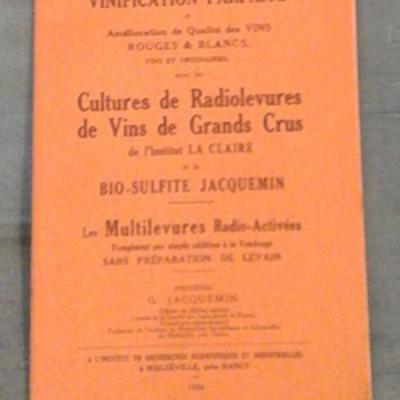 VINIFICATION PARFAITE
et
Amélioration de Qualité des VINS
ROUGES & BLANCS,
FINS ET ORDINAIRES,
avec les
Cultures de Radiolevures
de Vins de Grands Crus
de l'Institut LA CLAIRE
et le
BIO-SULFITE JACQUEMIN
Les Multilevures Radio-Activées
s'emploient par simple addition à la Vendange
SANS PRÉPARATION DE LEVAIN
PROCÉDÉS
G. JACQUEMIN
A L'INSTITUT DE RECHERCHES SCIENTIFIQUES ET INDUSTRIELLES
à MALZÉVILLE, près NANCY